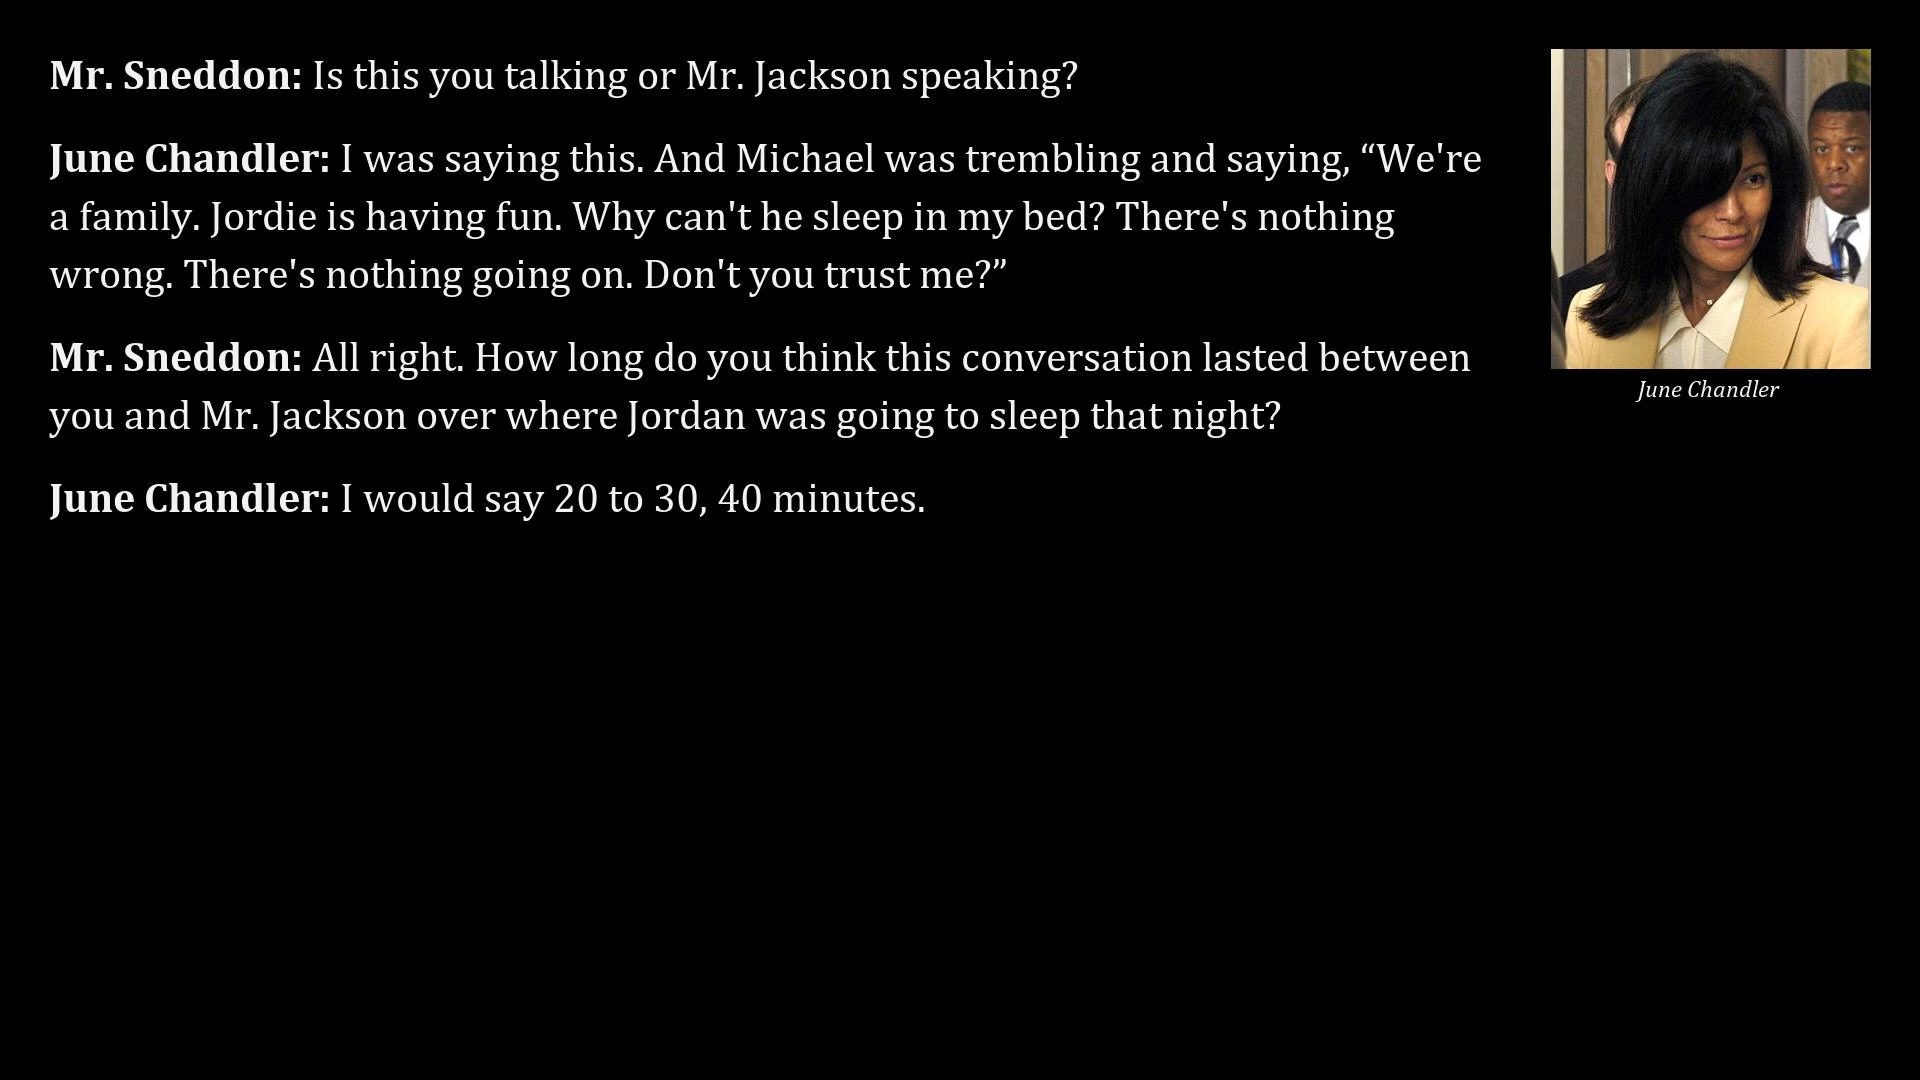 Mr. Sneddon: Is this you talking or Mr. Jackson speaking?
June Chandler: I was saying this. And Michael was trembling and saying, “We're
a family. Jordie is having fun. Why can't he sleep in my bed? There's nothing
wrong. There's nothing going on. Don't you trust me?”
Mr. Sneddon: All right. How long do you think this conversation lasted between
you and Mr. Jackson over where Jordan was going to sleep that night?
June Chandler: I would say 20 to 30, 40 minutes.
June Chandler